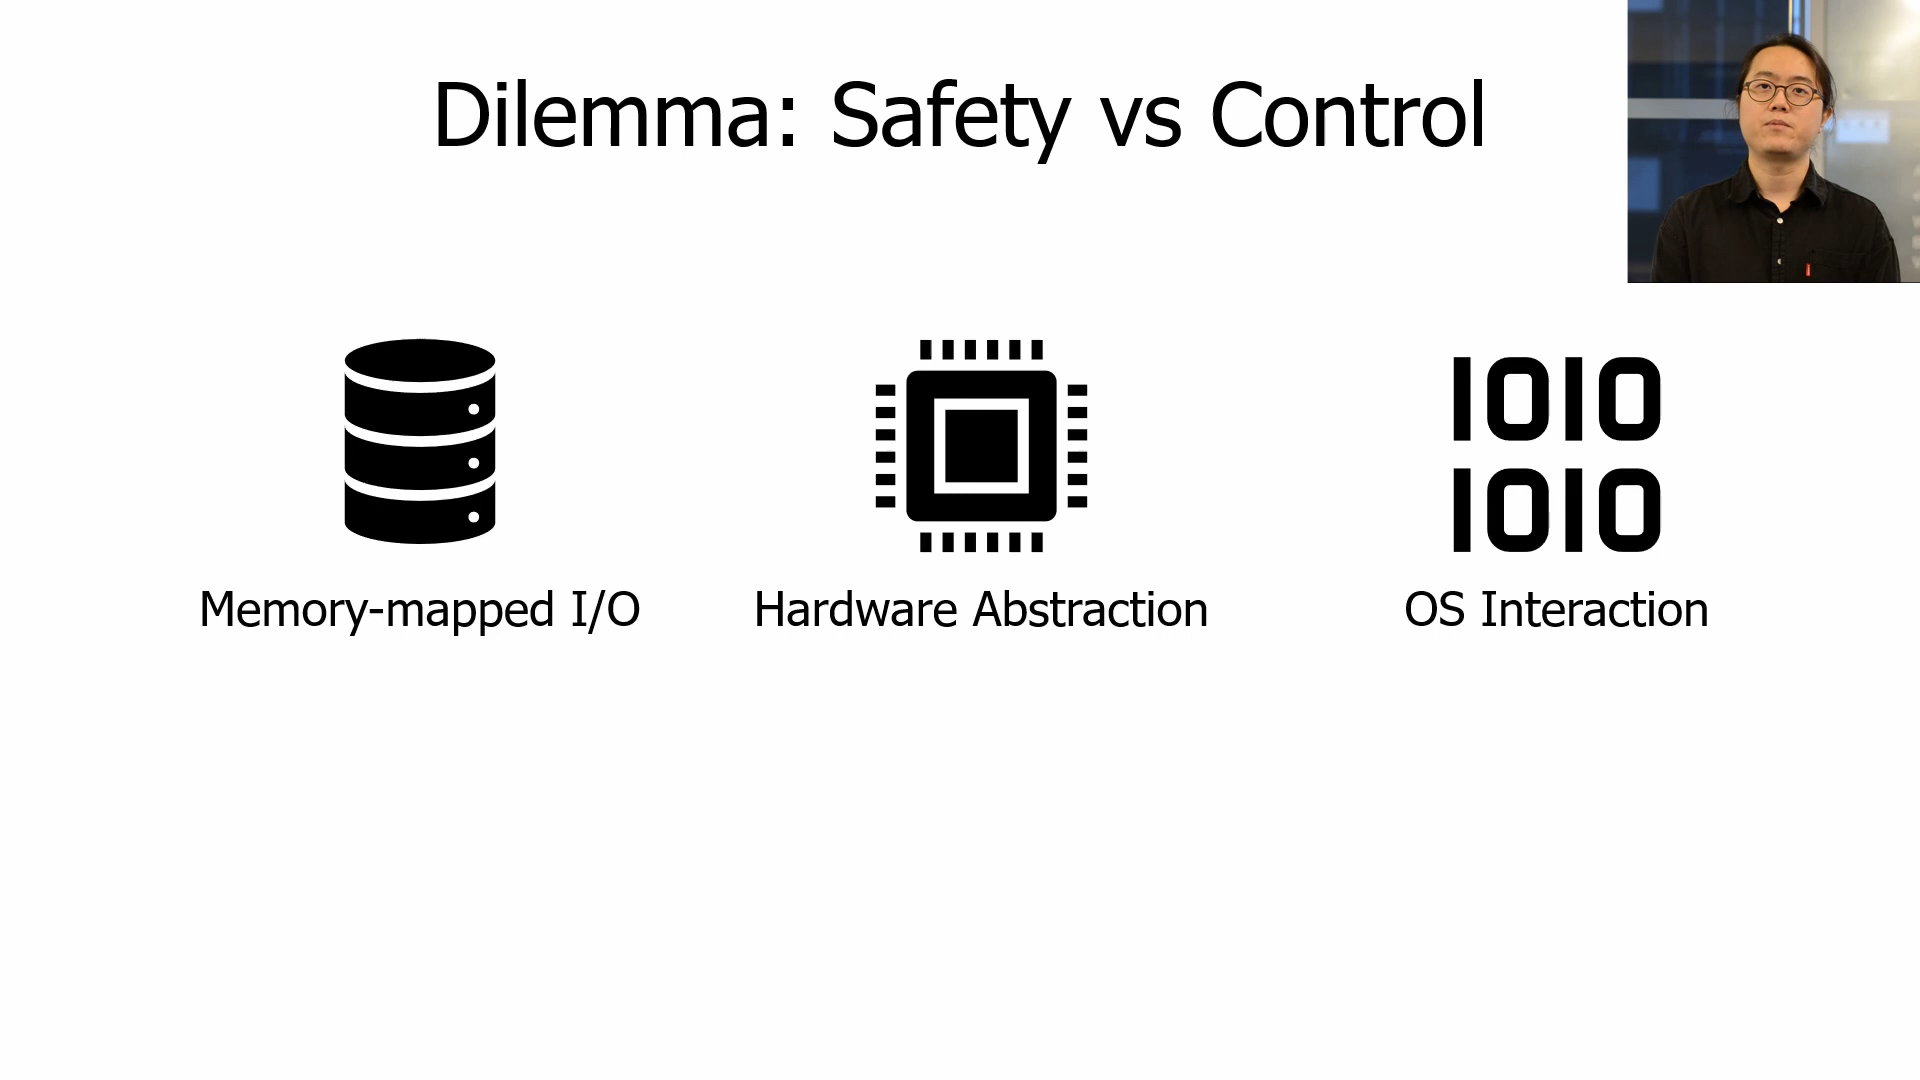 Dilemma: Safety vs Control
1010
1010
Memory-mapped I/O
Hardware Abstraction
OS Interaction